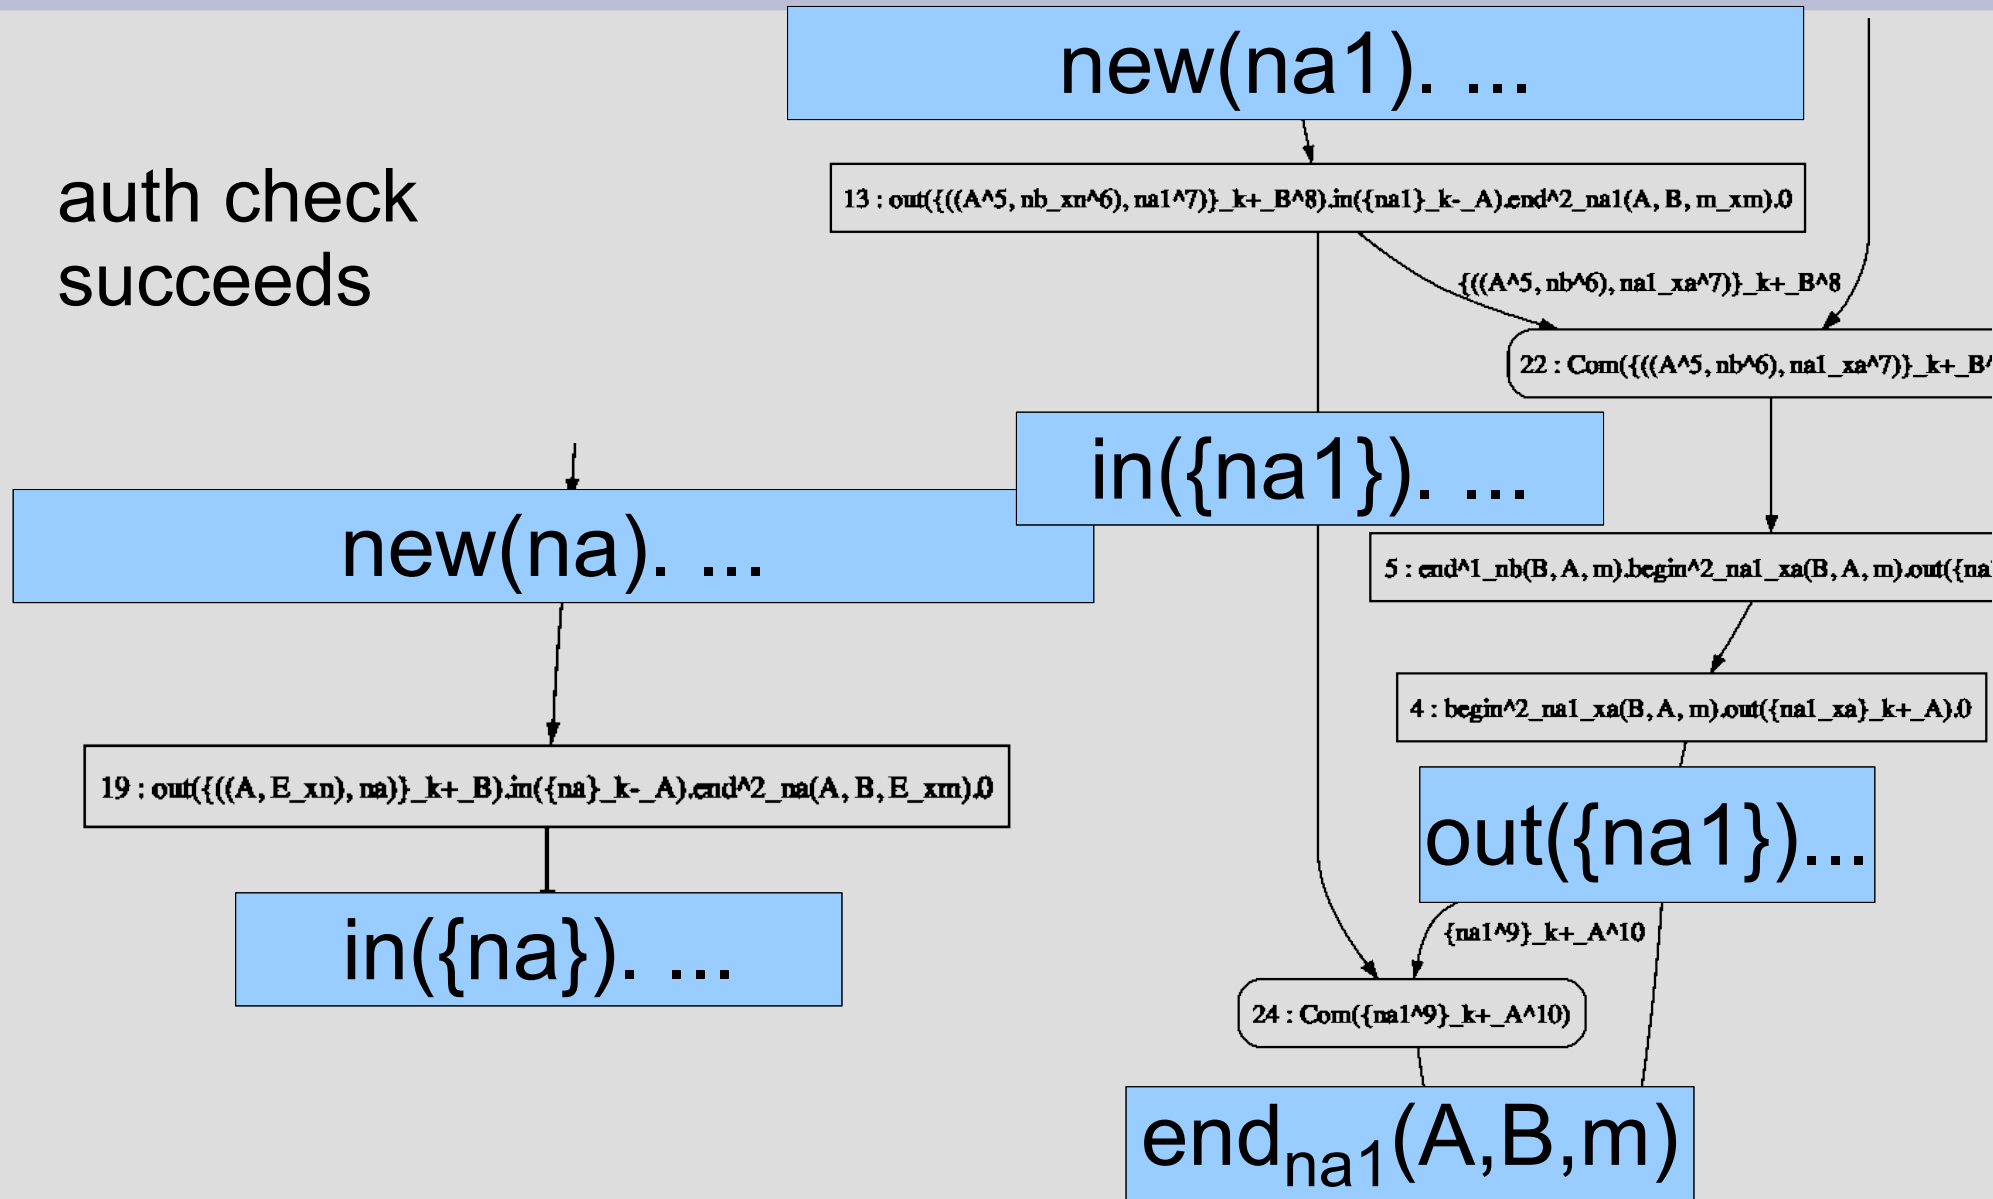 new(na1). ...
auth check
succeeds
13 : out({((A^5, nb_xn^6), na1^7)}_k+_B^8).in({na1}_k-_A).end^2_na1(A, B, m_xm).0
{((A^5, nb^6), na1_xa^7)}_k+_B^8
22 : Com({((A^5, nb^6), na1_xa^7)}_k+_B^
in({na1}). ...
new(na). ...
5 : end^1_nb(B, A, m).begin^2_na1_xa(B, A, m).out({na
4 : begin^2_na1_xa(B, A, m).out({na1_xa}_k+_A).0
19 : out({((A, E_xn), na)}_k+_B).in({na}_k-_A).end^2_na(A, B, E_xm).0
out({na1})...
in({na}). ...
{na1^9}_k+_A^10
24 : Com({na1^9}_k+_A^10)
endna1(A,B,m)